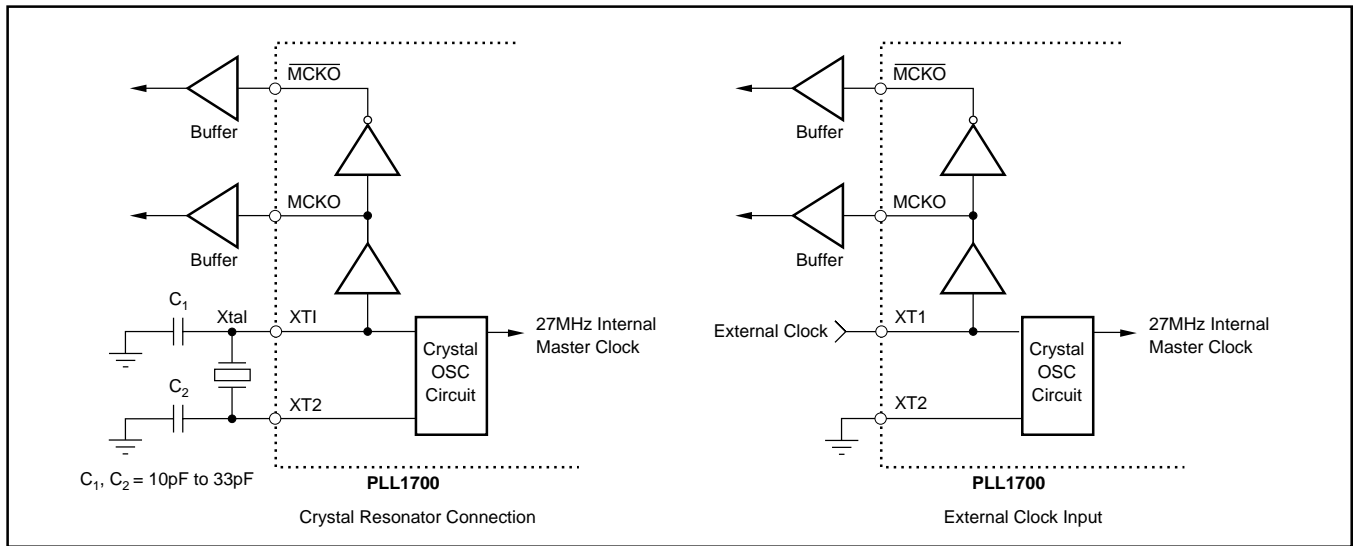 M̅C̅K̅O̅
Buffer
MCKO
Buffer
C₁
Xtal
XTI
Crystal
OSC
Circuit
27MHz Internal
Master Clock
C₂
XT2
C₁, C₂ = 10pF to 33pF
PLL1700
Crystal Resonator Connection
M̅C̅K̅O̅
Buffer
MCKO
Buffer
External Clock
XT1
Crystal
OSC
Circuit
27MHz Internal
Master Clock
XT2
PLL1700
External Clock Input